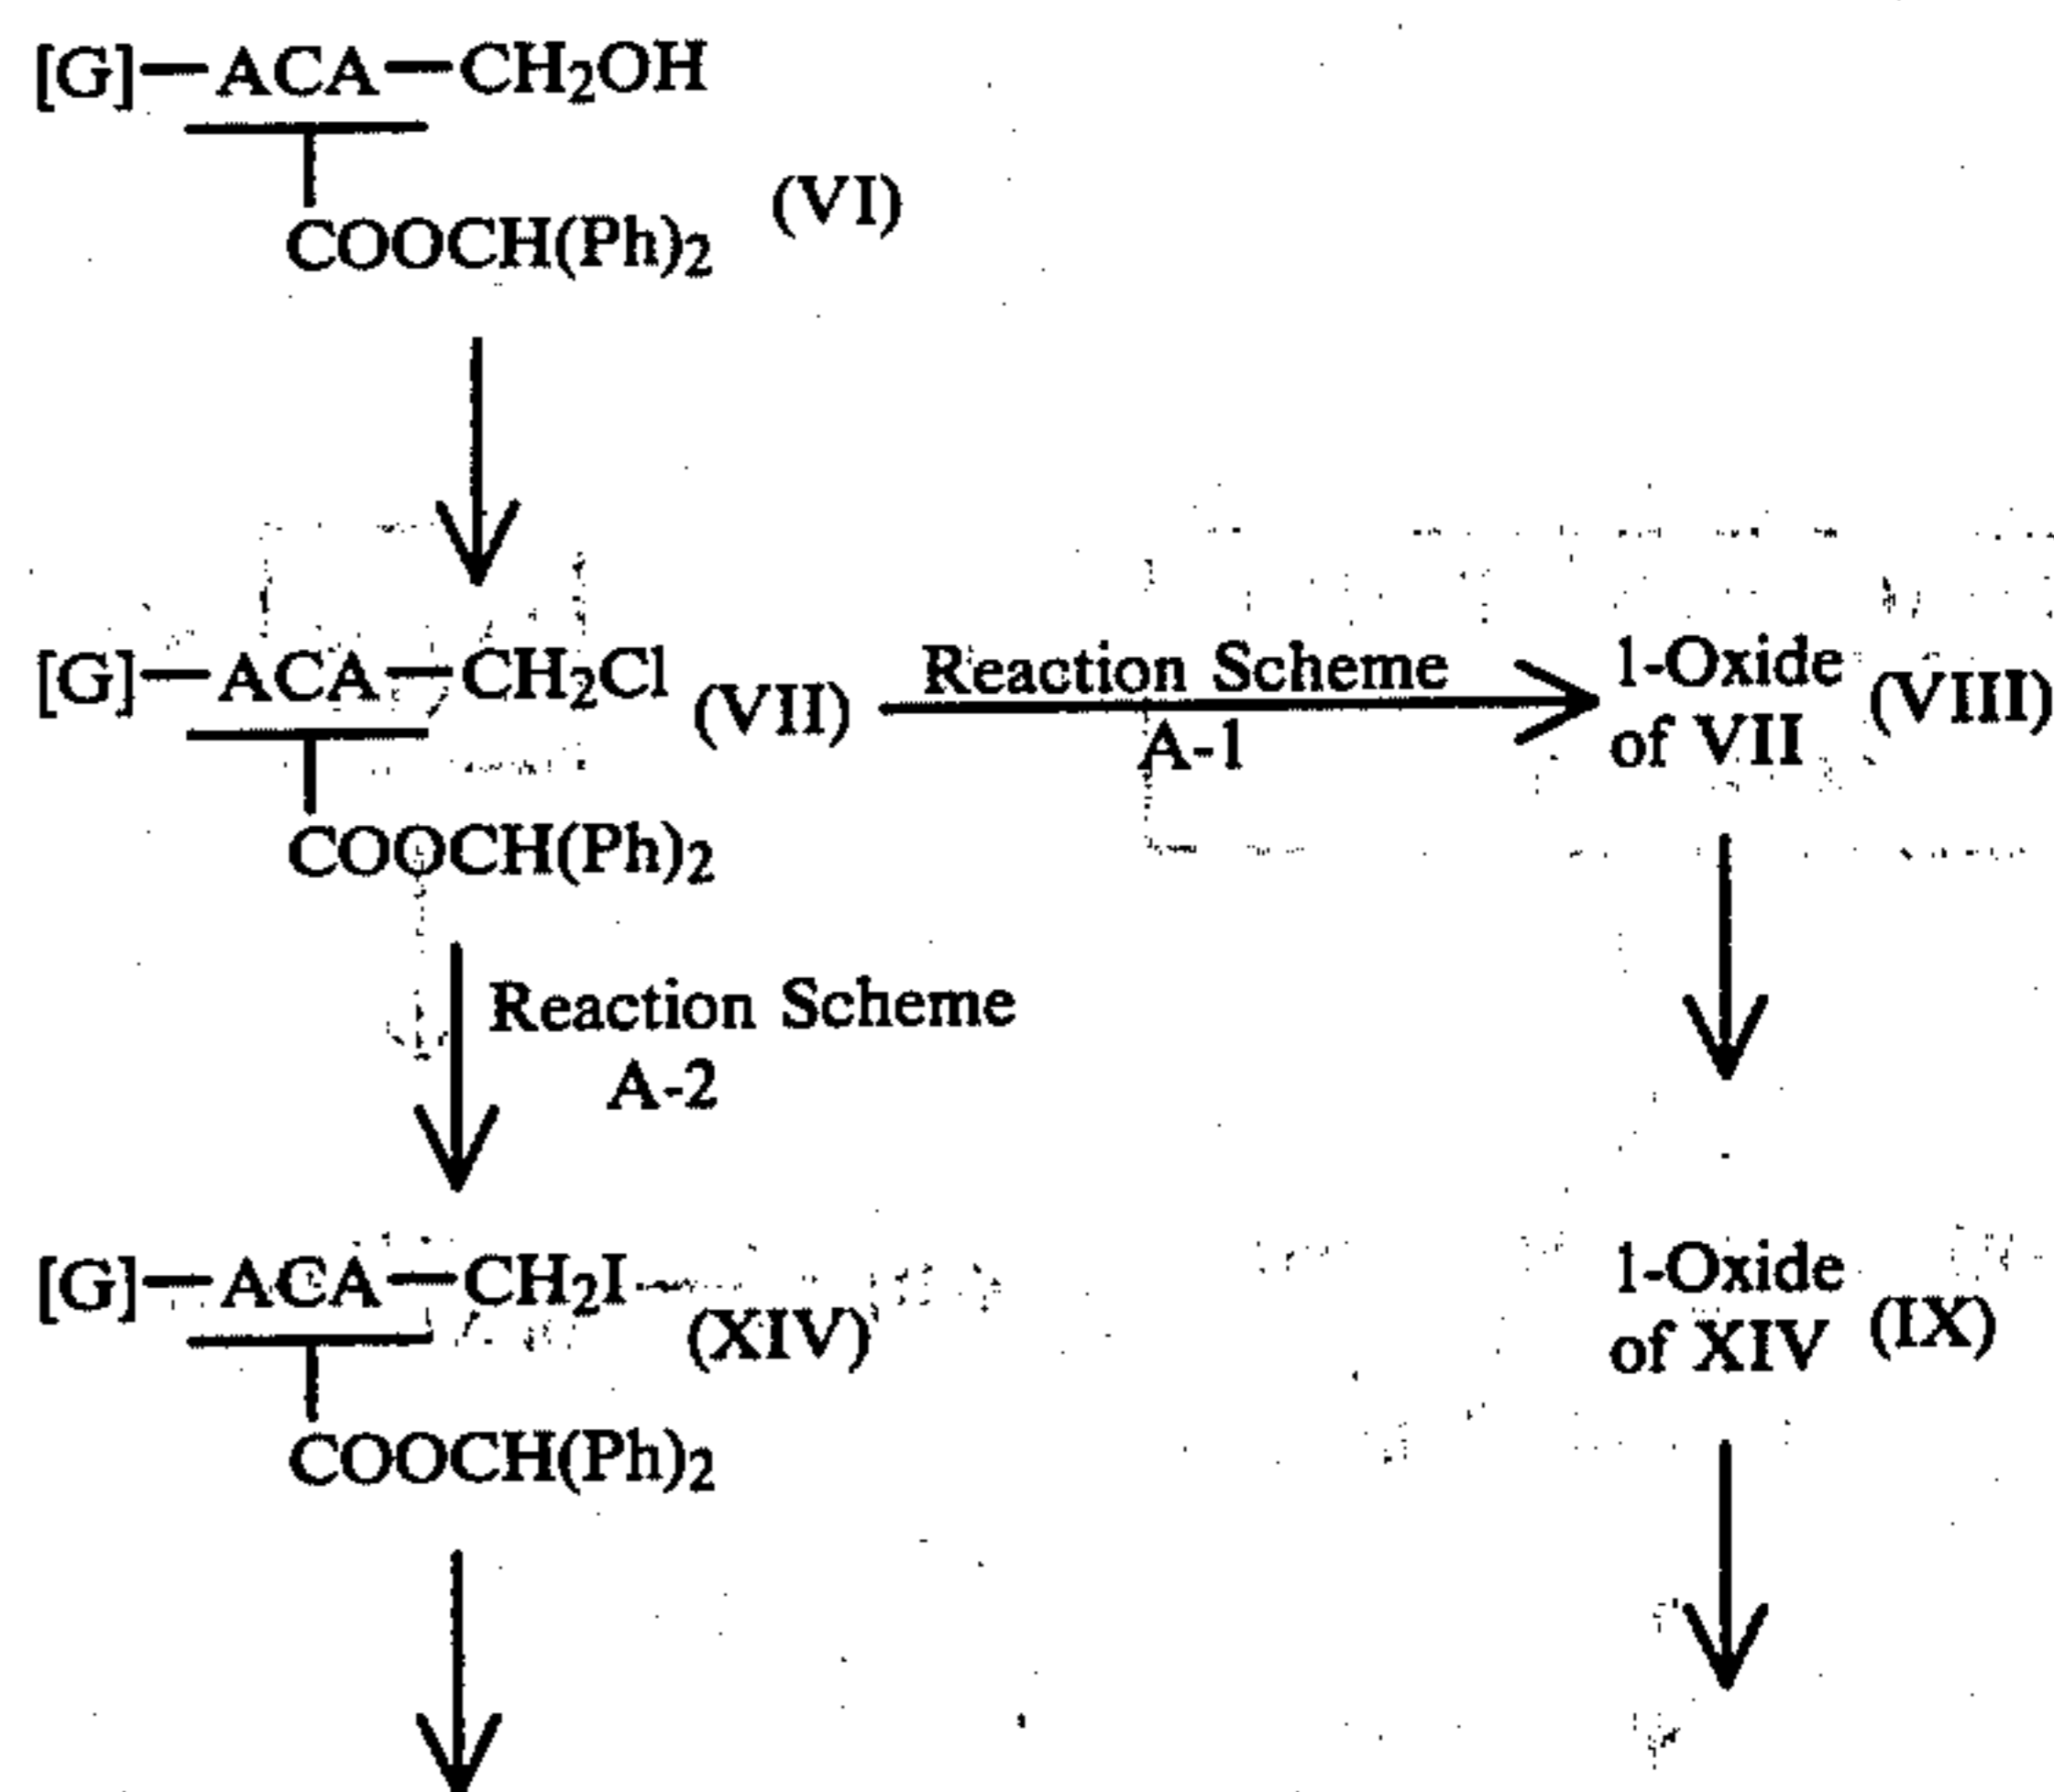 [G]—ACA—CH₂OH
(VI)
COOCH(Ph)₂
[G]—ACA—CH₂Cl (VII)
Reaction Scheme
A-1
1-Oxide
of VII
(VIII)
COOCH(Ph)₂
Reaction Scheme
A-2
[G]—ACA—CH₂I
(XIV)
1-Oxide
of XIV
(IX)
COOCH(Ph)₂